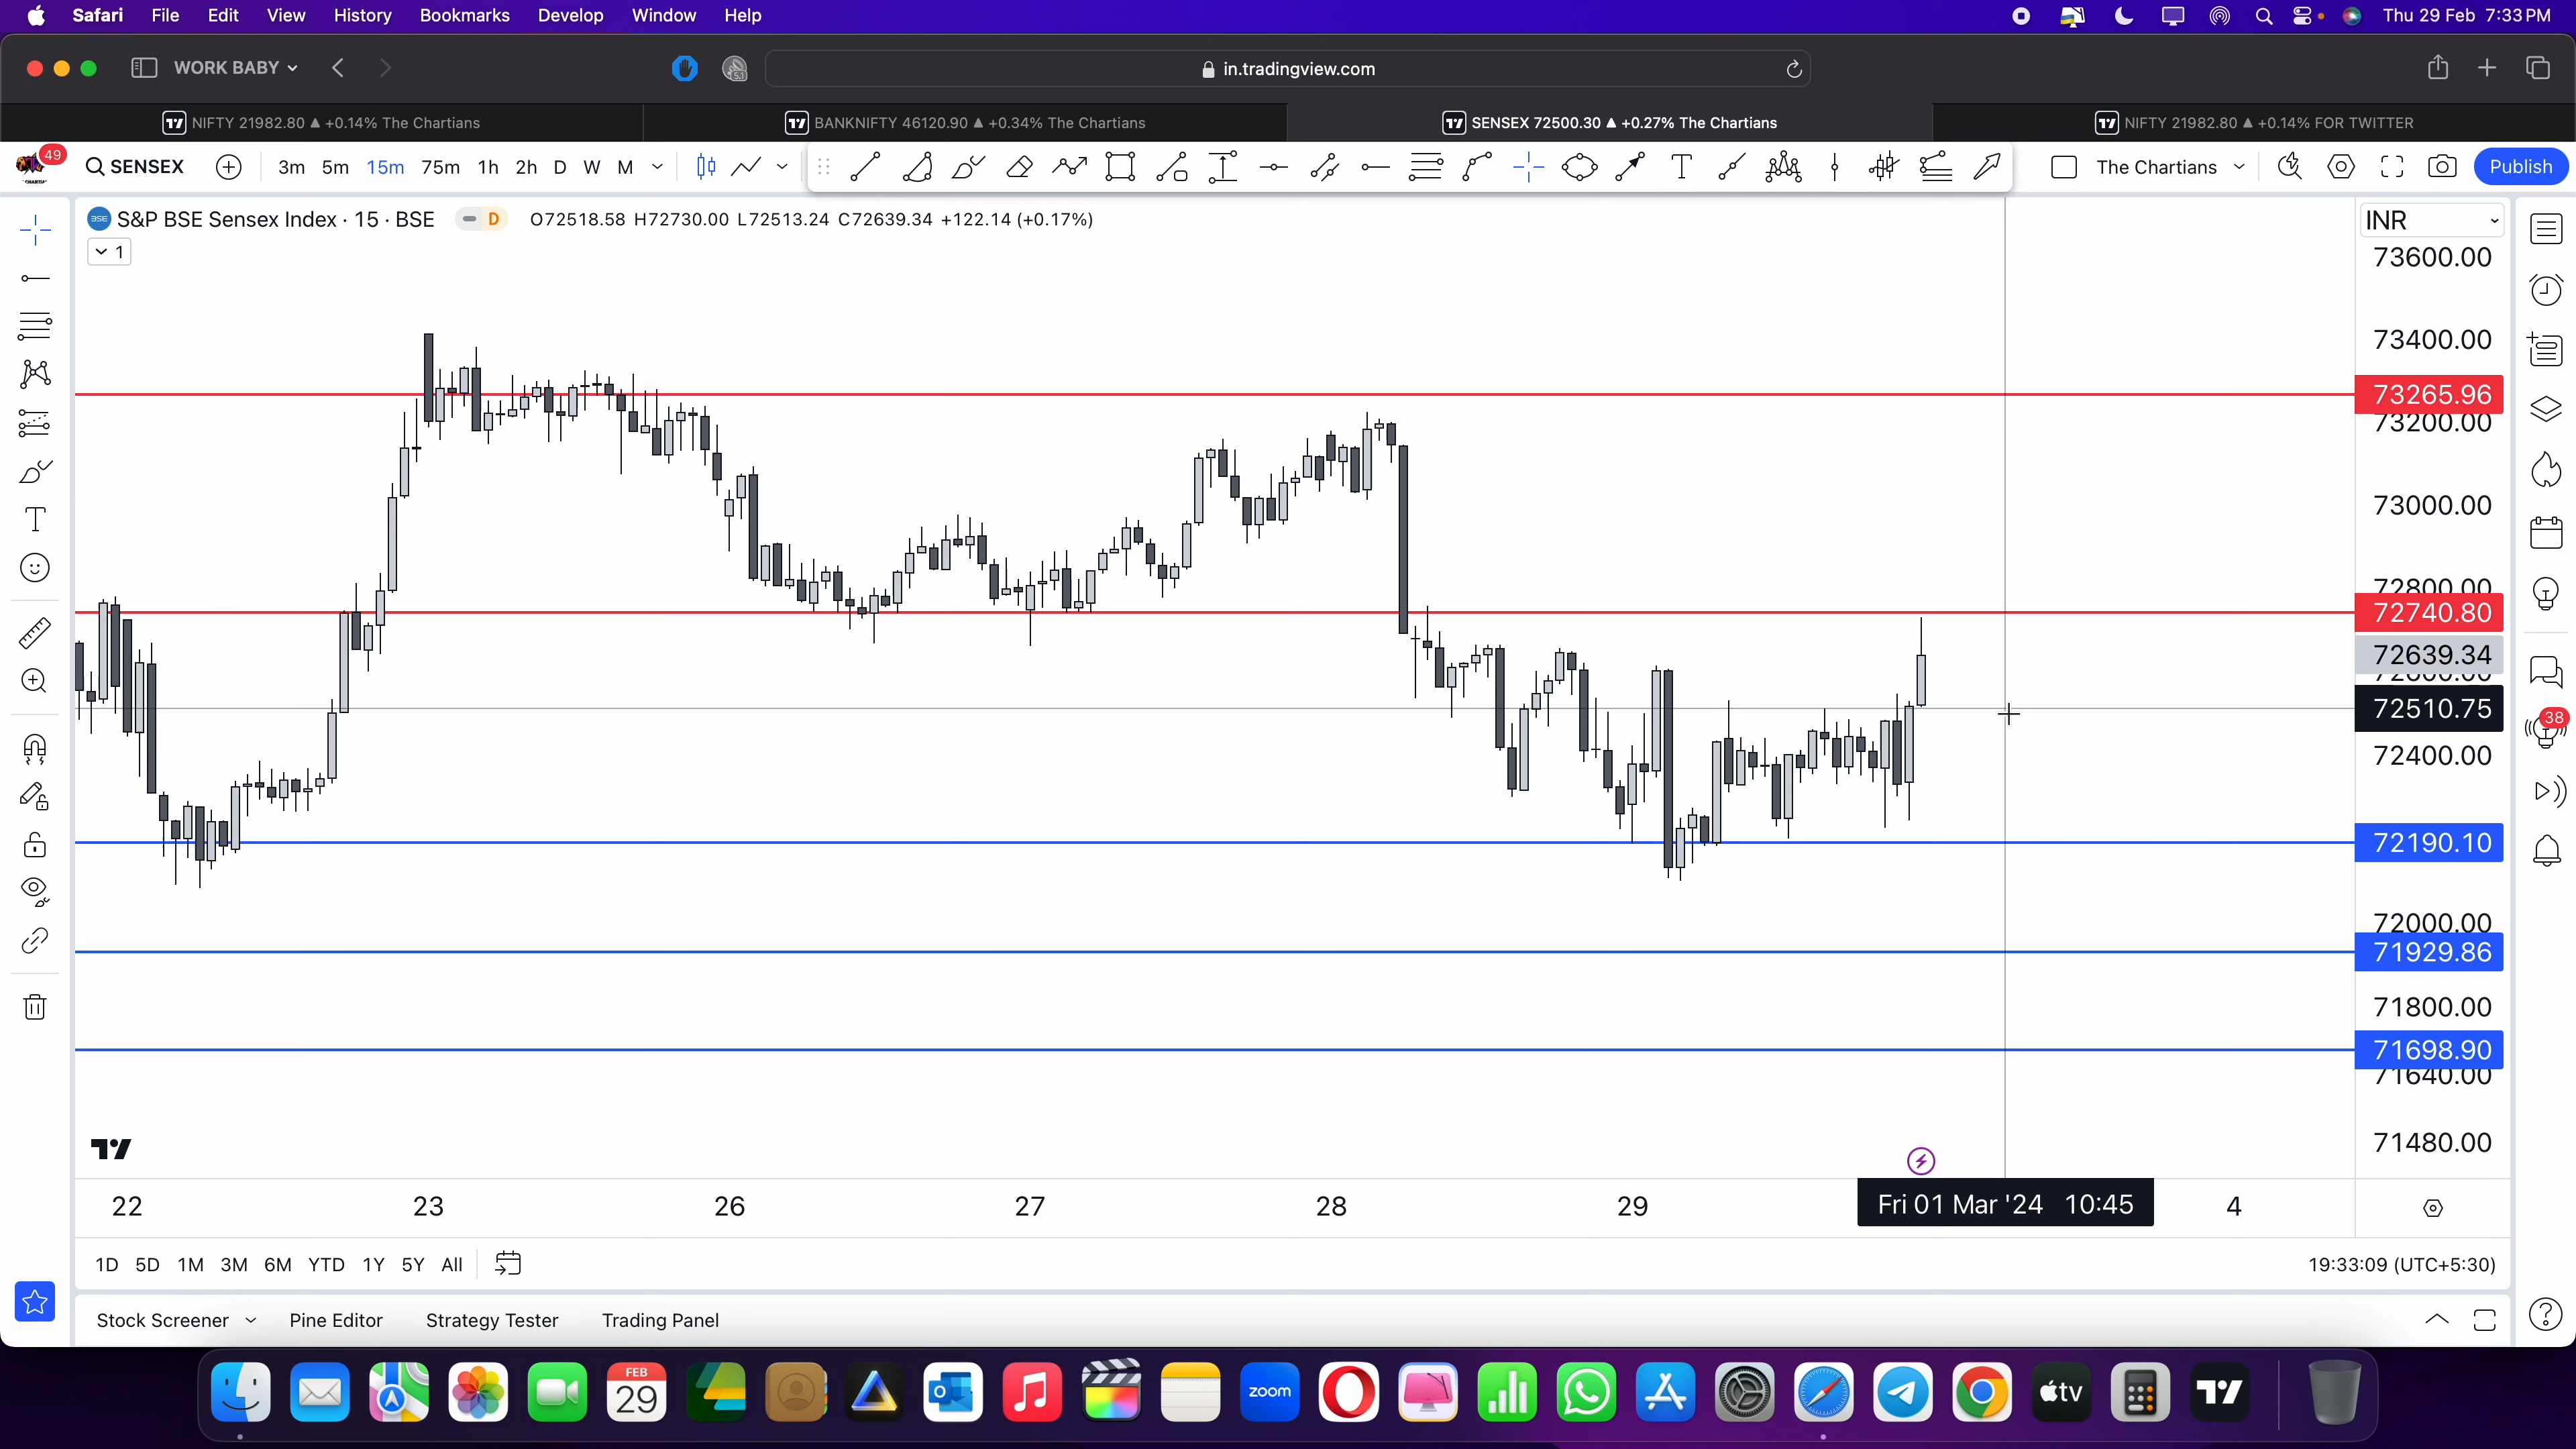 Safari File Edit View History Bookmarks Develop Window Help Thu 29 Feb 7:33 PM
WORK BABY in.tradingview.com
NIFTY 21982.80 ▲ +0.14% The Chartians
BANKNIFTY 46120.90 ▲ +0.34% The Chartians
SENSEX 72500.30 ▲ +0.27% The Chartians
NIFTY 21982.80 ▲ +0.14% FOR TWITTER
49 SENSEX 3m 5m 15m 75m 1h 2h D W M The Chartians Publish
S&P BSE Sensex Index · 15 · BSE D O72518.58 H72730.00 L72513.24 C72639.34 +122.14 (+0.17%)
1
INR
73600.00
73400.00
73265.96
73200.00
73000.00
72800.00
72740.80
72639.34
72600.00
72510.75
38
72400.00
72190.10
72000.00
71929.86
71800.00
71698.90
71640.00
71480.00
22 23 26 27 28 29 Fri 01 Mar '24 10:45 4
1D 5D 1M 3M 6M YTD 1Y 5Y All 19:33:09 (UTC+5:30)
Stock Screener Pine Editor Strategy Tester Trading Panel
FEB
29
zoom
tv